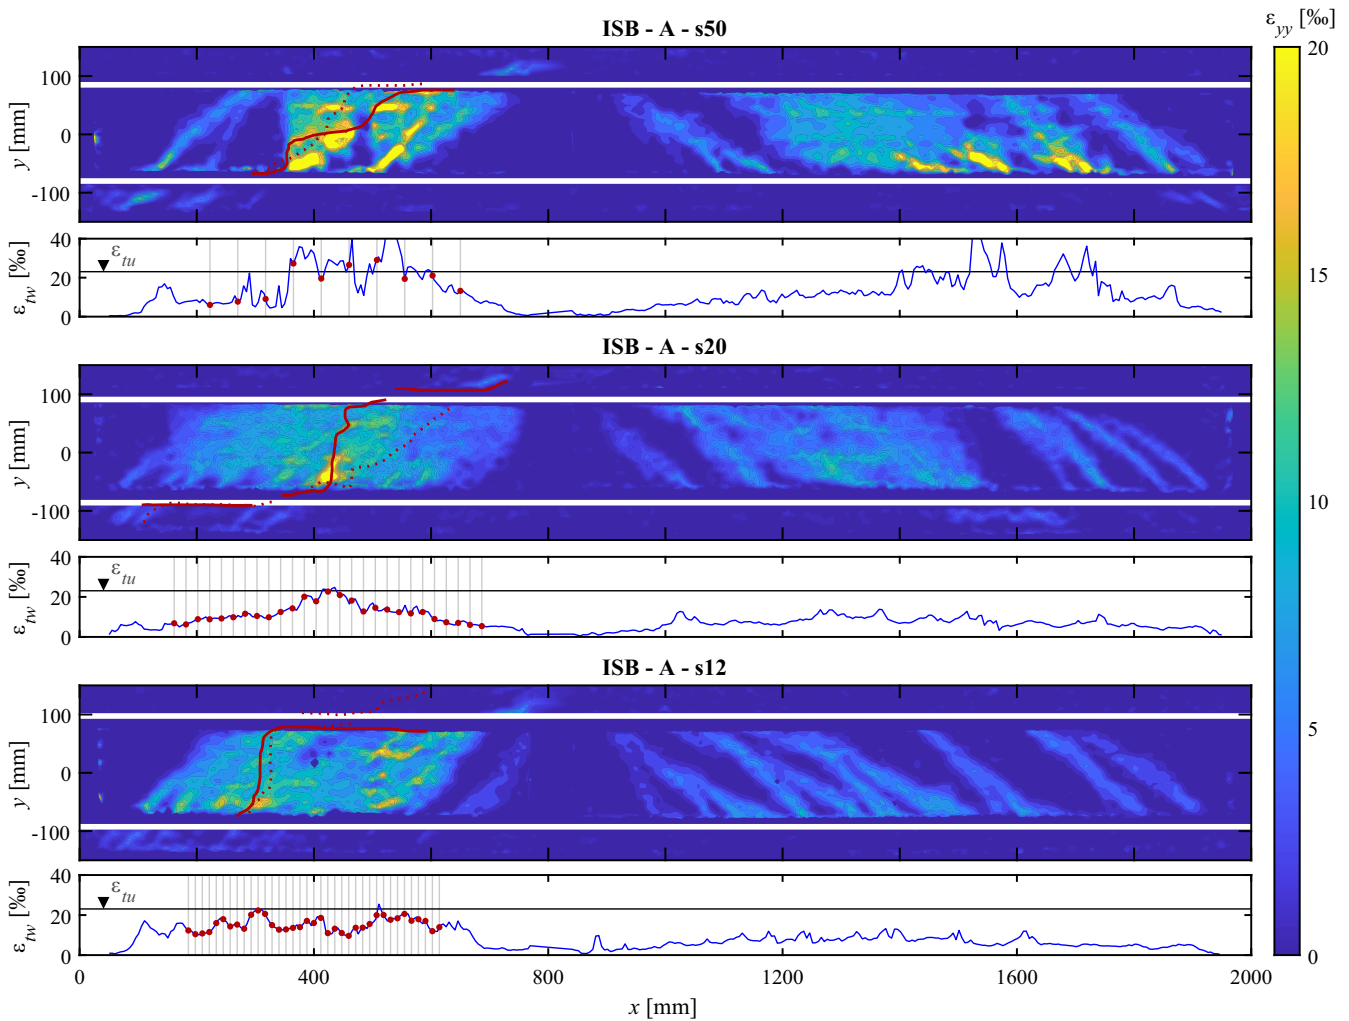 ISB - A - s50
ε_yy [‰]
y [mm]
100
0
-100
ε_tw [‰]
40
20
0
ε_tu
ISB - A - s20
y [mm]
100
0
-100
ε_tw [‰]
40
20
0
ε_tu
ISB - A - s12
y [mm]
100
0
-100
ε_tw [‰]
40
20
0
ε_tu
0 400 800 1200 1600 2000
x [mm]
20
15
10
5
0